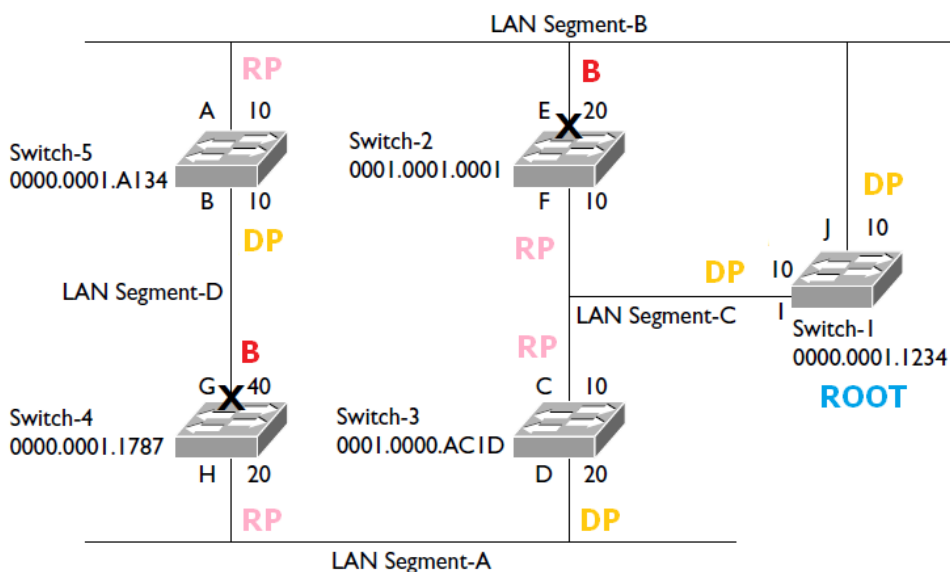 LAN Segment-B
RP
B
A 10
E X 20
Switch-5
0000.0001.A134
Switch-2
0001.0001.0001
B 10
F 10
DP
RP
DP
J 10
DP
10
LAN Segment-D
LAN Segment-C
I
Switch-1
0000.0001.1234
ROOT
B
RP
G X 40
C 10
Switch-4
0000.0001.1787
Switch-3
0001.0000.AC1D
H 20
D 20
RP
DP
LAN Segment-A